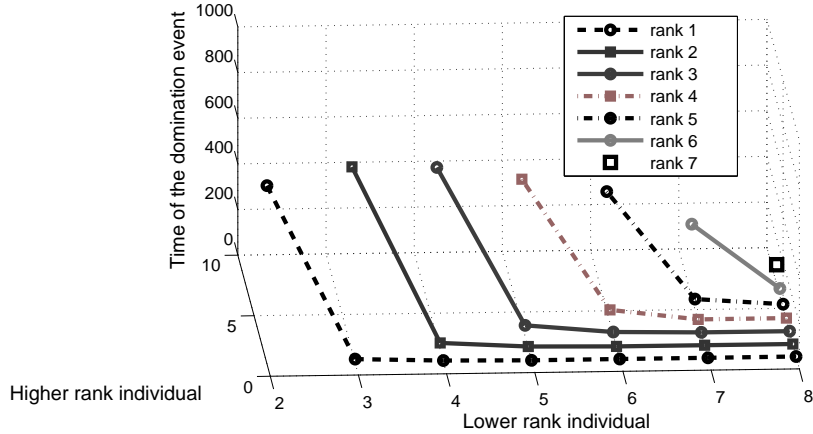 1000
800
600
400
200
0
Time of the domination event
10
5
0
Higher rank individual
2
3
4
5
6
7
8
Lower rank individual
rank 1
rank 2
rank 3
rank 4
rank 5
rank 6
rank 7